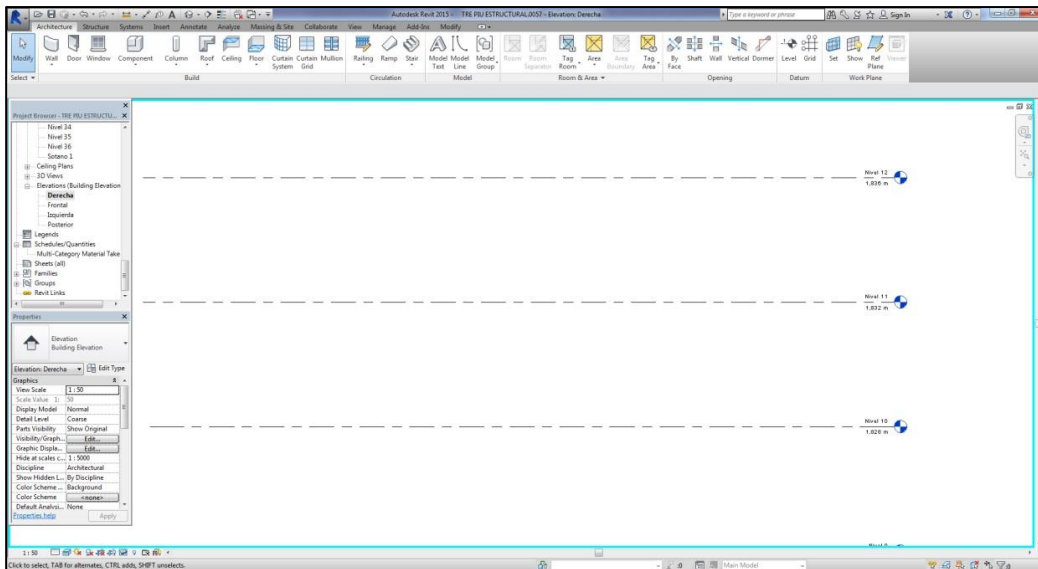 Autodesk Revit 2015 - TRE PIU ESTRUCTURAL.0057 - Elevation: Derecha
Type a keyword or phrase
Sign In
Architecture Structure Systems Insert Annotate Analyze Massing & Site Collaborate View Manage Add-Ins Modify
Modify Wall Door Window Component Column Roof Ceiling Floor Curtain System Curtain Grid Mullion Railing Ramp Stair Model Text Model Line Model Group Room Room Separator Tag Room Area Area Boundary Tag Area By Face Shaft Wall Vertical Dormer Level Grid Set Show Ref Plane Viewer
Select Build Circulation Model Room & Area Opening Datum Work Plane
Project Browser - TRE PIU ESTRUCTU...
Nivel 34
Nivel 35
Nivel 36
Sotano 1
Ceiling Plans
3D Views
Elevations (Building Elevation
Derecha
Frontal
Izquierda
Posterior
Legends
Schedules/Quantities
Multi-Category Material Take
Sheets (all)
Families
Groups
Revit Links
Properties
Elevation
Building Elevation
Elevation: Derecha Edit Type
Graphics
View Scale 1 : 50
Scale Value 1: 50
Display Model Normal
Detail Level Coarse
Parts Visibility Show Original
Visibility/Graph... Edit...
Graphic Displa... Edit...
Hide at scales c... 1 : 5000
Discipline Architectural
Show Hidden L... By Discipline
Color Scheme ... Background
Color Scheme <none>
Default Analysi... None
Properties help Apply
Nivel 12
1,836 m
Nivel 11
1,832 m
Nivel 10
1,828 m
Nivel 9
1 : 50
Click to select, TAB for alternates, CTRL adds, SHIFT unselects.
:0
Main Model